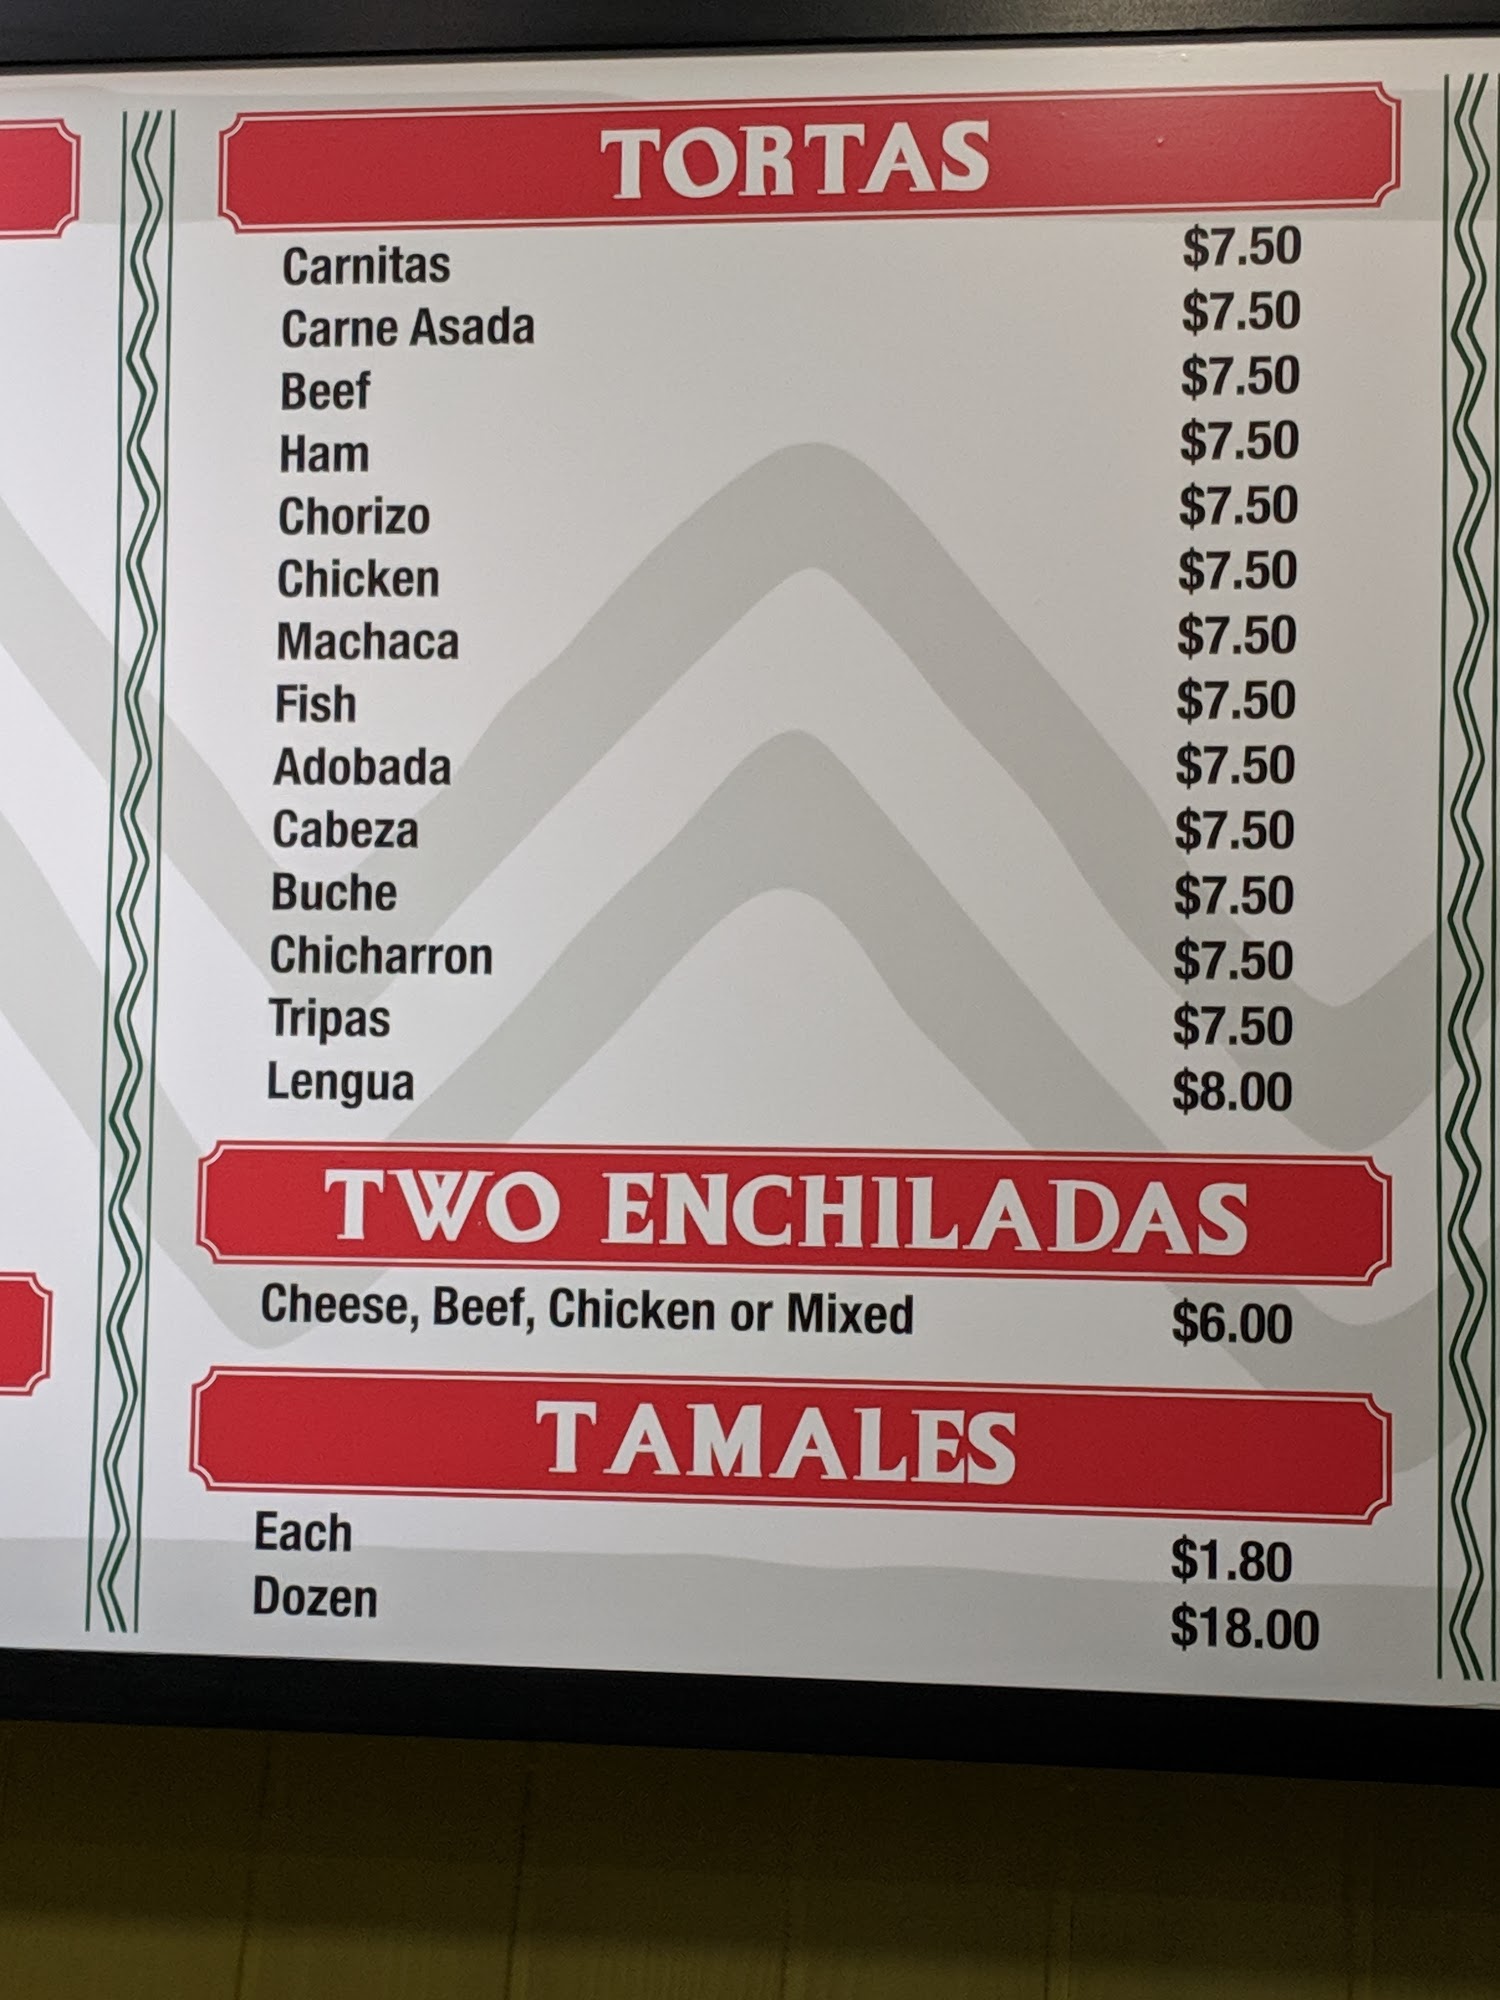 TORTAS
Carnitas $7.50
Carne Asada $7.50
Beef $7.50
Ham $7.50
Chorizo $7.50
Chicken $7.50
Machaca $7.50
Fish $7.50
Adobada $7.50
Cabeza $7.50
Buche $7.50
Chicharron $7.50
Tripas $7.50
Lengua $8.00
TWO ENCHILADAS
Cheese, Beef, Chicken or Mixed $6.00
TAMALES
Each $1.80
Dozen $18.00